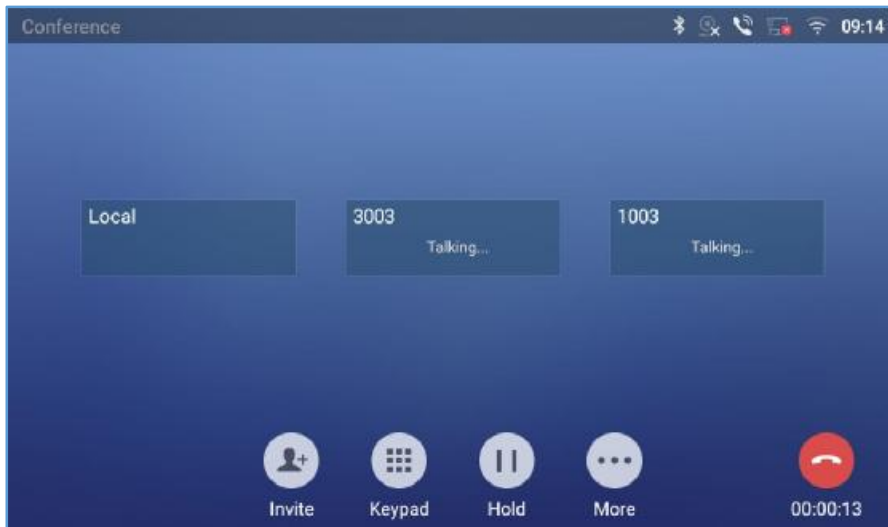 Conference 09:14
Local 3003 1003
Talking... Talking...
Invite Keypad Hold More 00:00:13